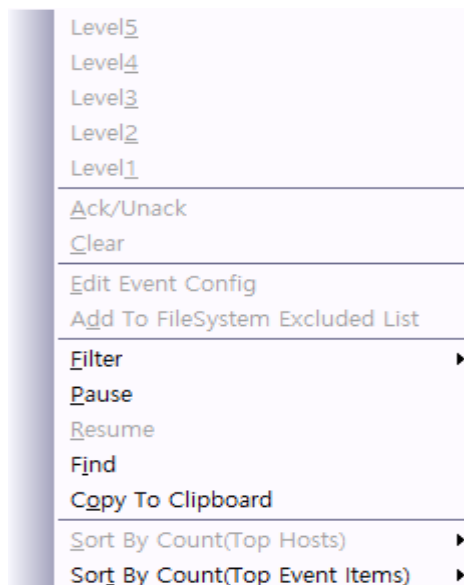 Level5
Level4
Level3
Level2
Level1
Ack/Unack
Clear
Edit Event Config
Add To FileSystem Excluded List
Filter
Pause
Resume
Find
Copy To Clipboard
Sort By Count(Top Hosts)
Sort By Count(Top Event Items)